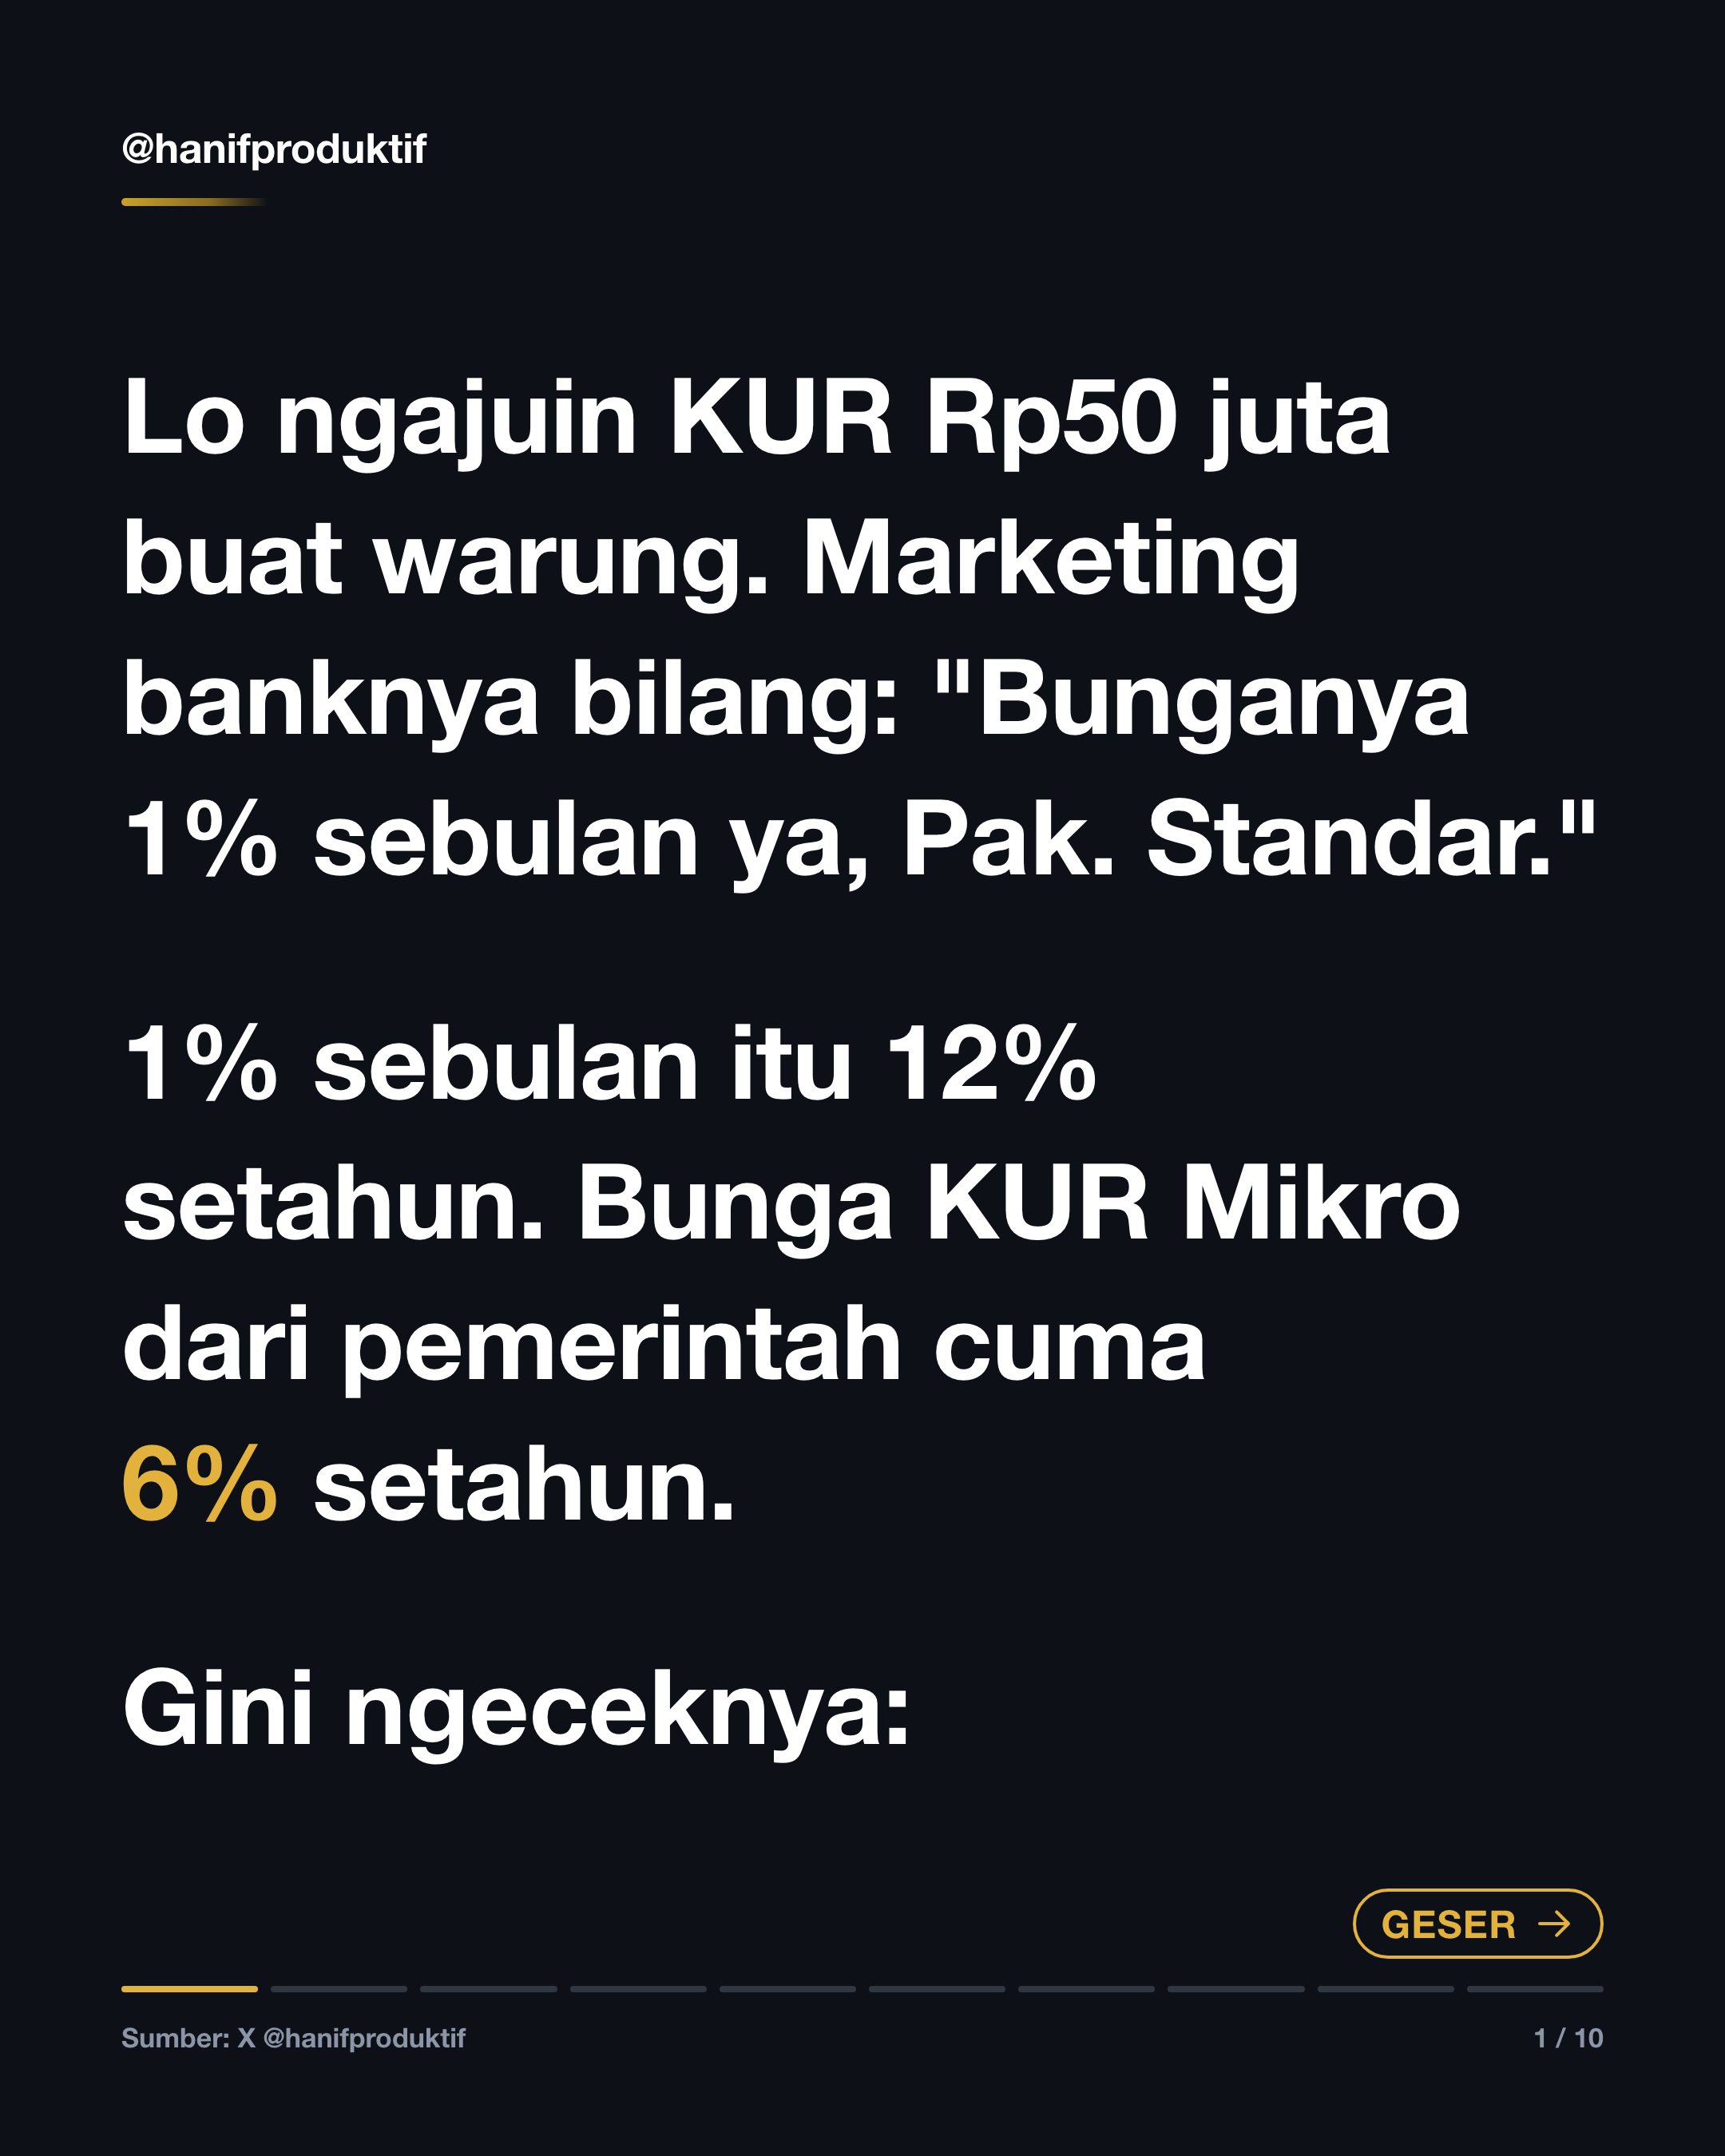 @hanifproduktif
Lo ngajuin KUR Rp50 juta
buat warung. Marketing
banknya bilang: "Bunganya
1% sebulan ya, Pak. Standar."
1% sebulan itu 12%
setahun. Bunga KUR Mikro
dari pemerintah cuma
6% setahun.
Gini ngeceknya:
GESER →
Sumber: X @hanifproduktif
1 / 10